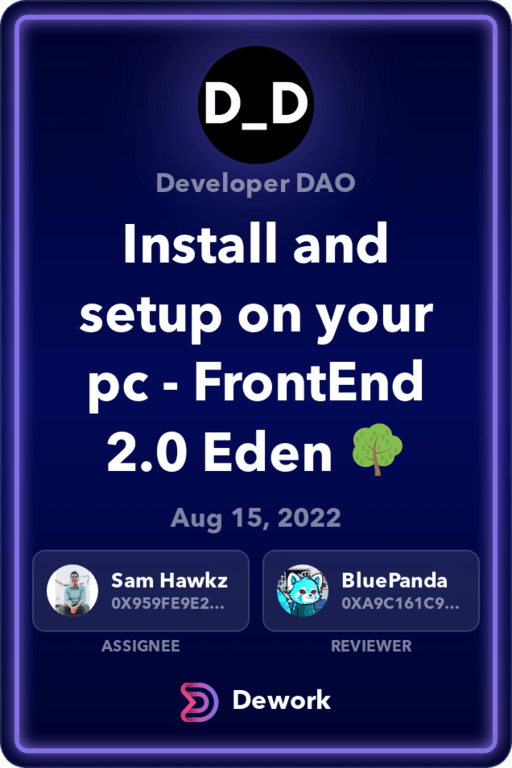 D_D
Developer DAO
Install and
setup on your
pc - FrontEnd
2.0 Eden 🌳
Aug 15, 2022
Sam Hawkz
0X959FE9E2...
BluePanda
0XA9C161C9...
ASSIGNEE
REVIEWER
Dework